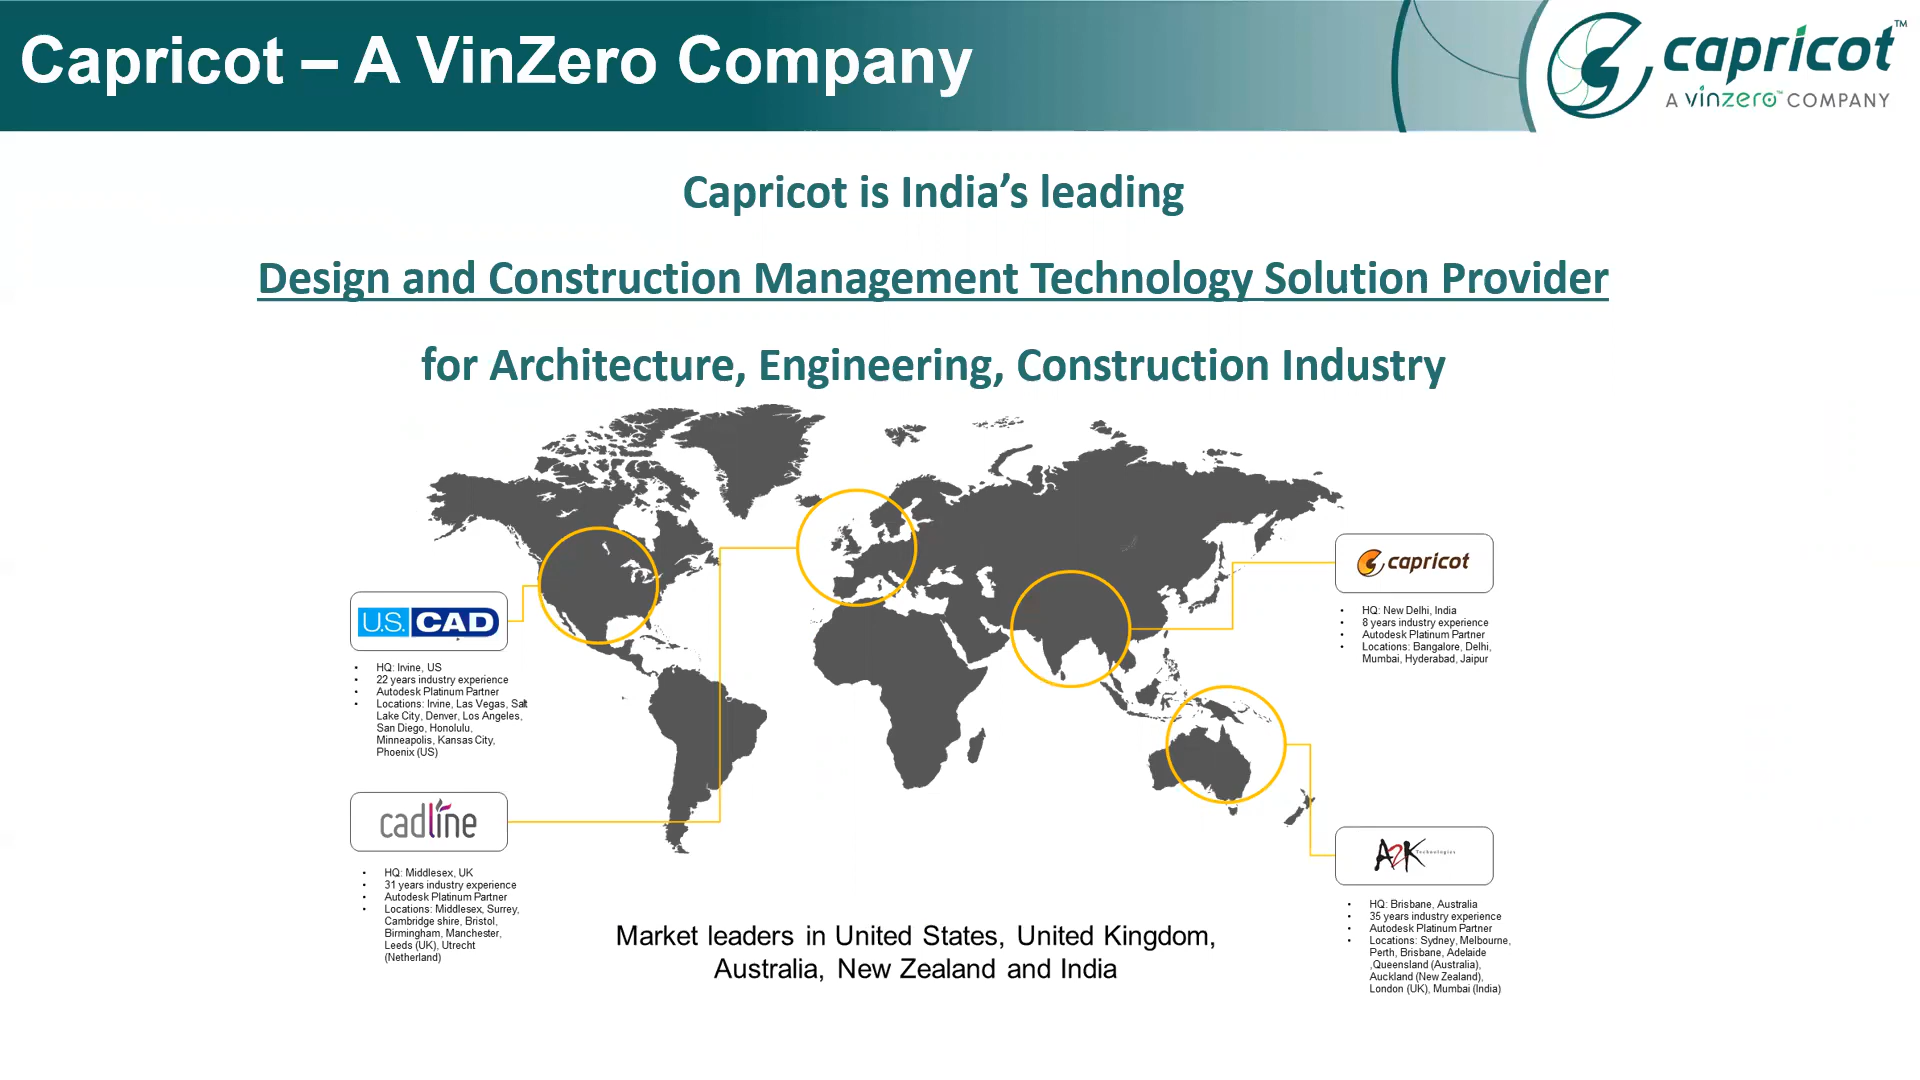 Capricot – A VinZero Company
capricot™
A vinzero™ COMPANY
Capricot is India’s leading
Design and Construction Management Technology Solution Provider
for Architecture, Engineering, Construction Industry
U.S. CAD
• HQ: Irvine, US
• 22 years industry experience
• Autodesk Platinum Partner
• Locations: Irvine, Las Vegas, Salt
Lake City, Denver, Los Angeles,
San Diego, Honolulu,
Minneapolis, Kansas City,
Phoenix (US)
cadline
• HQ: Middlesex, UK
• 31 years industry experience
• Autodesk Platinum Partner
• Locations: Middlesex, Surrey,
Cambridge shire, Bristol,
Birmingham, Manchester,
Leeds (UK), Utrecht
(Netherland)
capricot
• HQ: New Delhi, India
• 8 years industry experience
• Autodesk Platinum Partner
• Locations: Bangalore, Delhi,
Mumbai, Hyderabad, Jaipur
A2K Technologies
• HQ: Brisbane, Australia
• 35 years industry experience
• Autodesk Platinum Partner
• Locations: Sydney, Melbourne,
Perth, Brisbane, Adelaide
,Queensland (Australia),
Auckland (New Zealand),
London (UK), Mumbai (India)
Market leaders in United States, United Kingdom,
Australia, New Zealand and India